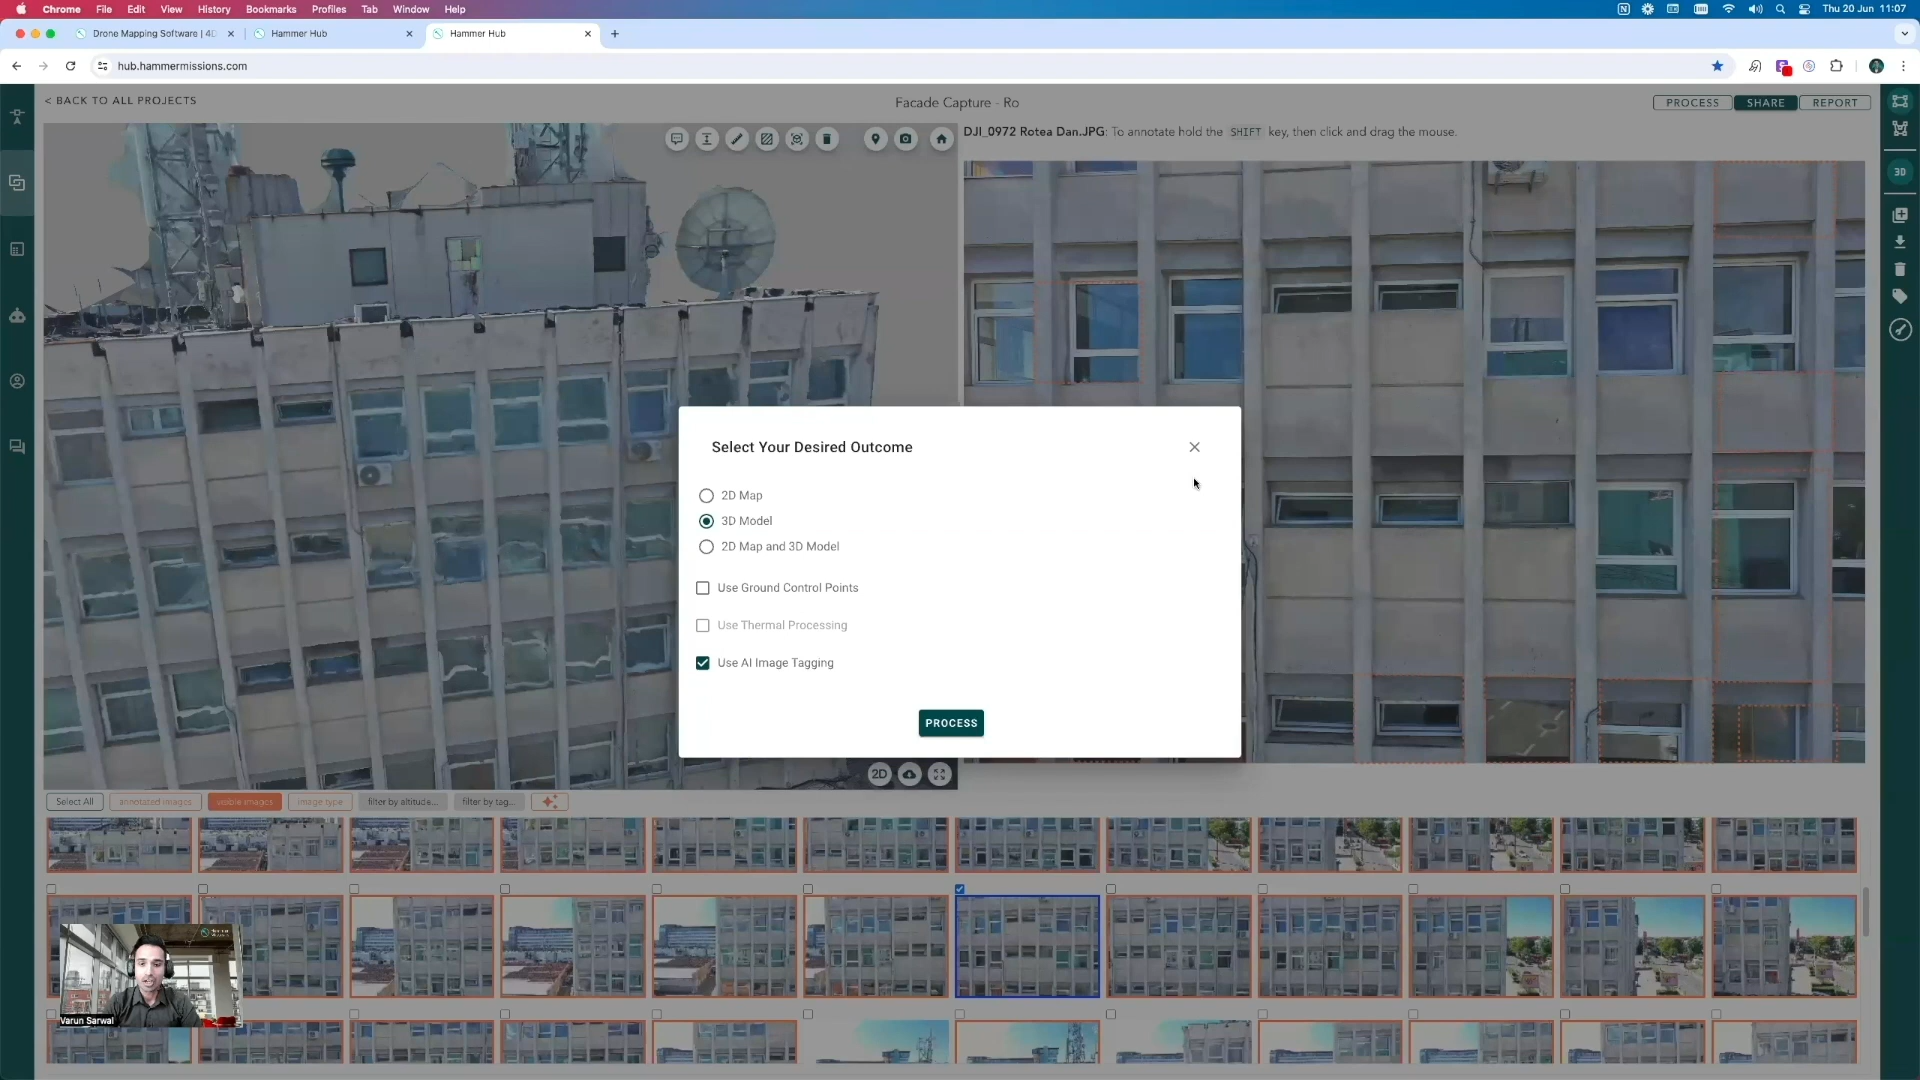 Chrome File Edit View History Bookmarks Profiles Tab Window Help
Thu 20 Jun 11:07
Drone Mapping Software | 4D
Hammer Hub
Hammer Hub
hub.hammermissions.com
< BACK TO ALL PROJECTS
Facade Capture - Ro
PROCESS SHARE REPORT
DJI_0972 Rotea Dan.JPG: To annotate hold the SHIFT key, then click and drag the mouse.
3D
Select Your Desired Outcome
2D Map
3D Model
2D Map and 3D Model
Use Ground Control Points
Use Thermal Processing
Use AI Image Tagging
PROCESS
2D
Select All annotated images visible images image type filter by altitude... filter by tag...
Varun Sarwal